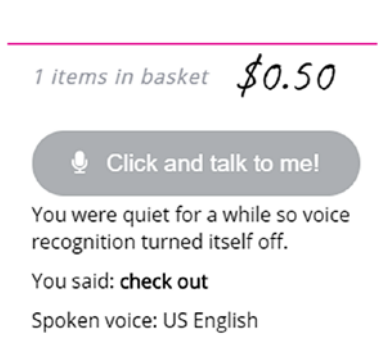 1 items in basket $0.50
Click and talk to me!
You were quiet for a while so voice
recognition turned itself off.
You said: check out
Spoken voice: US English